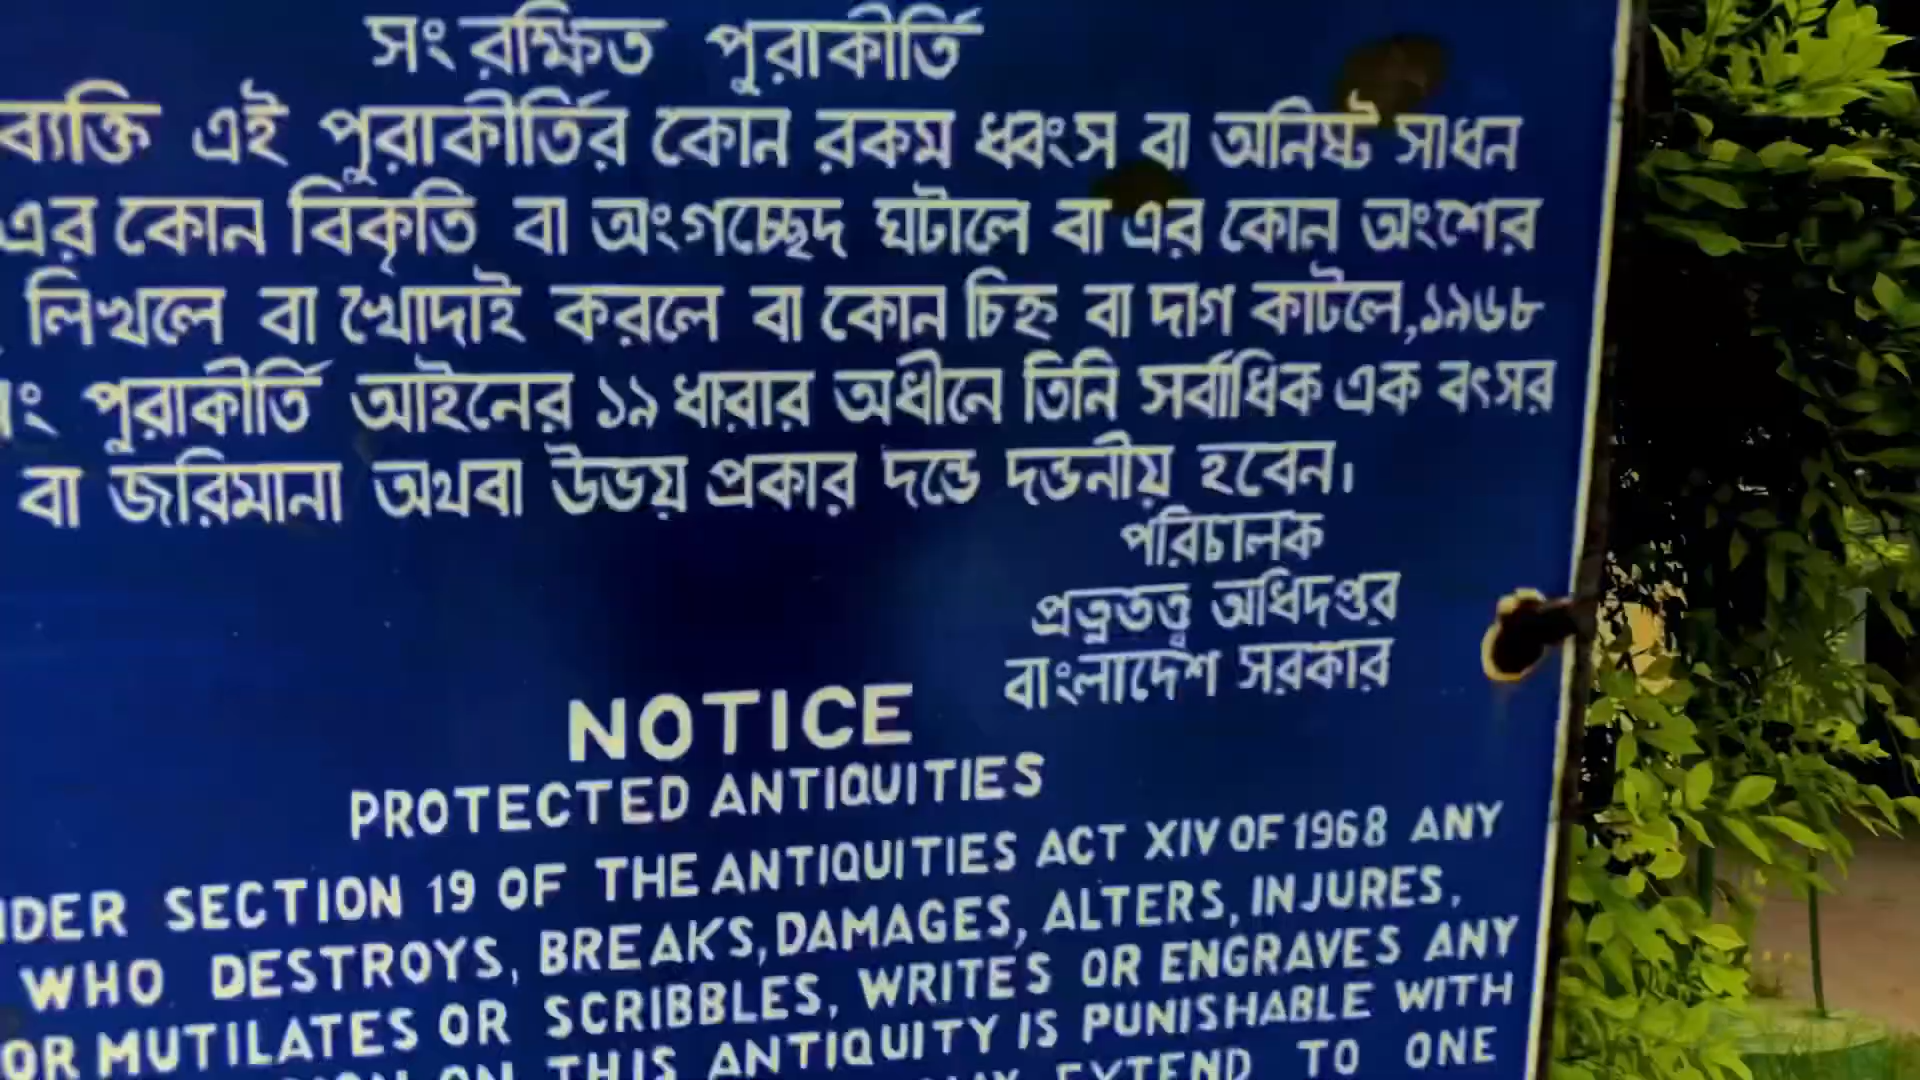 সংরক্ষিত পুরাকীর্তি
ব্যক্তি এই পুরাকীর্তির কোন রকম ধ্বংস বা অনিষ্ট সাধন
এর কোন বিকৃতি বা অংগচ্ছেদ ঘটালে বা এর কোন অংশের
লিখলে বা খোদাই করলে বা কোন চিহ্ন বা দাগ কাটলে,১৯৬৮
পুরাকীর্তি আইনের ১৯ ধারার অধীনে তিনি সর্বাধিক এক বৎসর
বা জরিমানা অথবা উভয় প্রকার দন্ডে দন্ডনীয় হবেন।
পরিচালক
প্রত্নতত্ত্ব অধিদপ্তর
বাংলাদেশ সরকার
NOTICE
PROTECTED ANTIQUITIES
SECTION 19 OF THE ANTIQUITIES ACT XIV OF 1968 ANY
WHO DESTROYS, BREAKS, DAMAGES, ALTERS, INJURES,
OR MUTILATES OR SCRIBBLES, WRITES OR ENGRAVES ANY
ON THIS ANTIQUITY IS PUNISHABLE WITH
EXTEND TO ONE